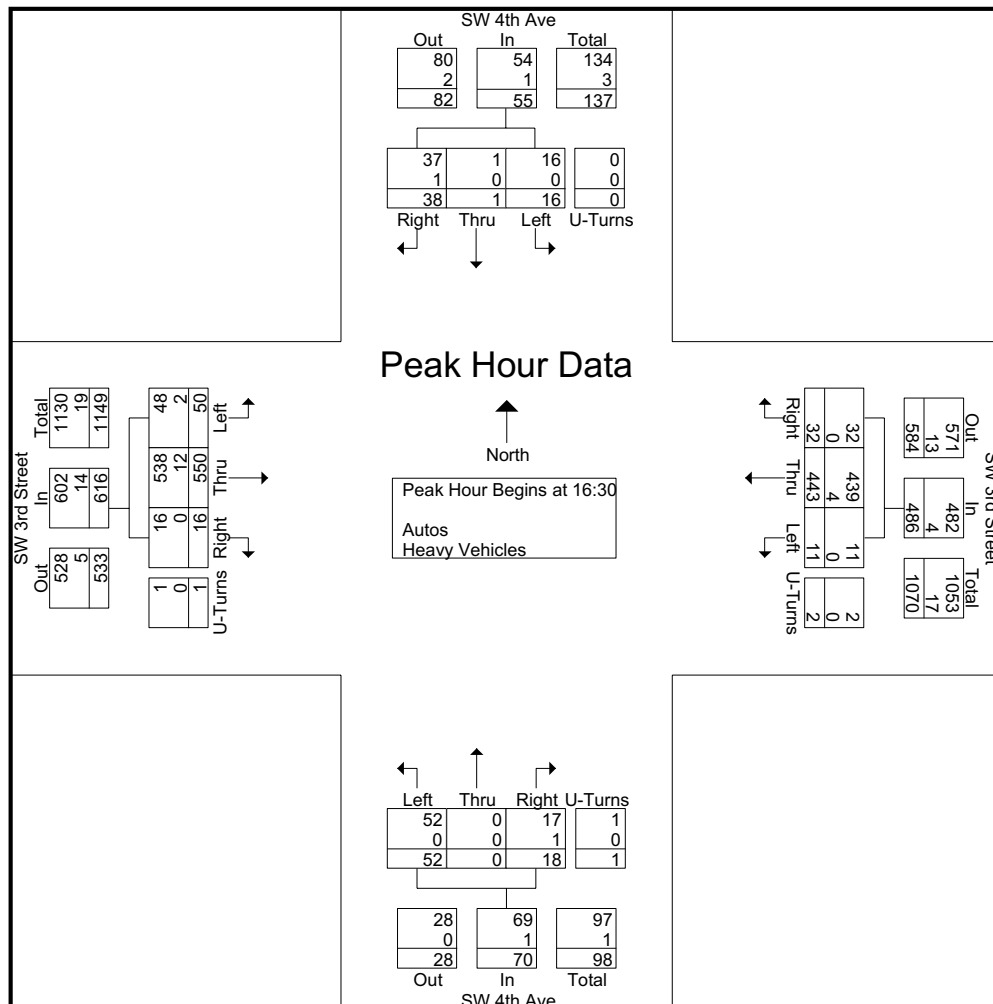 SW 4th Ave
Out In Total
80 54 134
2 1 3
82 55 137
37 1 16 0
1 0 0 0
38 1 16 0
Right Thru Left U-Turns
Peak Hour Data
North
Peak Hour Begins at 16:30
Autos
Heavy Vehicles
SW 3rd Street
Total In Out
1130 602 528
19 14 5
1149 616 533
48 538 16 1
2 12 0 0
50 550 16 1
Left Thru Right U-Turns
SW 3rd Street
Out In Total
571 482 1053
13 4 17
584 486 1070
32 439 11 2
0 4 0 0
32 443 11 2
Right Thru Left U-Turns
Left Thru Right U-Turns
52 0 17 1
0 0 1 0
52 0 18 1
28 69 97
0 1 1
28 70 98
Out In Total
SW 4th Ave